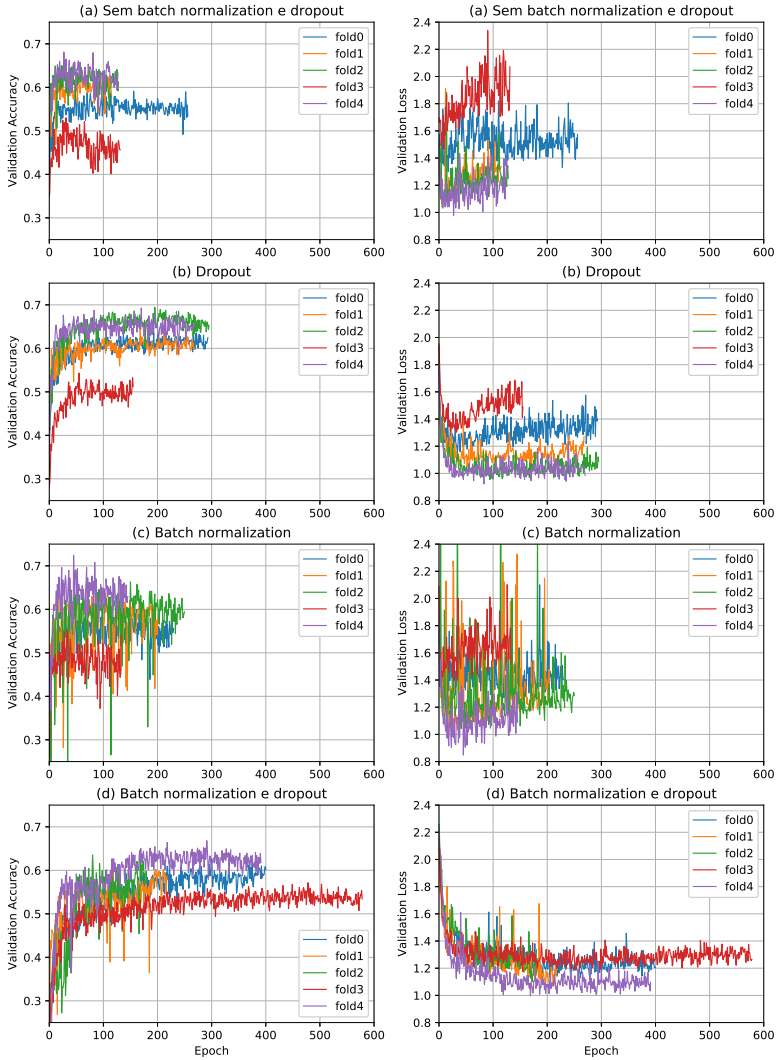 (a) Sem batch normalization e dropout
0.7
0.6
0.5
0.4
0.3
Validation Accuracy
fold0
fold1
fold2
fold3
fold4
0 100 200 300 400 500 600
(a) Sem batch normalization e dropout
2.4
2.2
2.0
1.8
1.6
1.4
1.2
1.0
0.8
Validation Loss
fold0
fold1
fold2
fold3
fold4
0 100 200 300 400 500 600
(b) Dropout
0.7
0.6
0.5
0.4
0.3
Validation Accuracy
fold0
fold1
fold2
fold3
fold4
0 100 200 300 400 500 600
(b) Dropout
2.4
2.2
2.0
1.8
1.6
1.4
1.2
1.0
0.8
Validation Loss
fold0
fold1
fold2
fold3
fold4
0 100 200 300 400 500 600
(c) Batch normalization
0.7
0.6
0.5
0.4
0.3
Validation Accuracy
fold0
fold1
fold2
fold3
fold4
0 100 200 300 400 500 600
(c) Batch normalization
2.4
2.2
2.0
1.8
1.6
1.4
1.2
1.0
0.8
Validation Loss
fold0
fold1
fold2
fold3
fold4
0 100 200 300 400 500 600
(d) Batch normalization e dropout
0.7
0.6
0.5
0.4
0.3
Validation Accuracy
fold0
fold1
fold2
fold3
fold4
0 100 200 300 400 500 600
Epoch
(d) Batch normalization e dropout
2.4
2.2
2.0
1.8
1.6
1.4
1.2
1.0
0.8
Validation Loss
fold0
fold1
fold2
fold3
fold4
0 100 200 300 400 500 600
Epoch